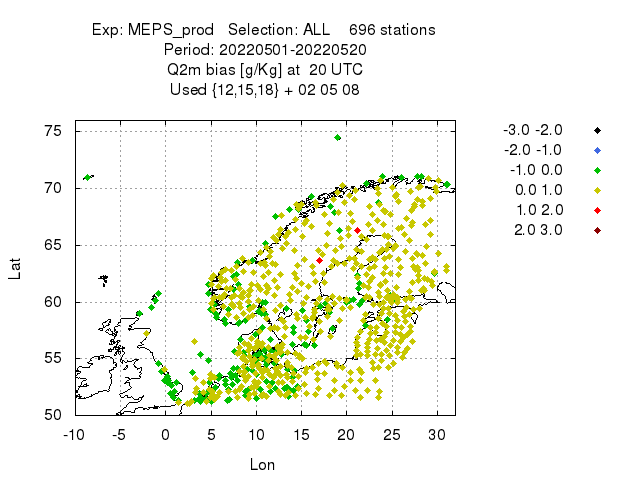 Exp: MEPS_prod   Selection: ALL    696 stations
Period: 20220501-20220520
Q2m bias [g/Kg] at  20 UTC
Used {12,15,18} + 02 05 08
-3.0 -2.0
-2.0 -1.0
-1.0 0.0
0.0 1.0
1.0 2.0
2.0 3.0
75
70
65
60
55
50
Lat
-10 -5 0 5 10 15 20 25 30
Lon